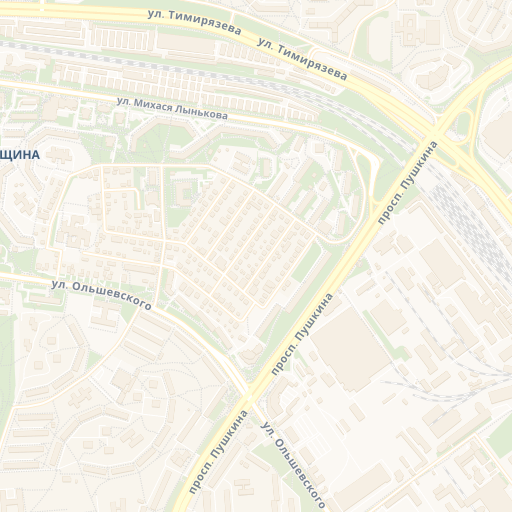 ул. Тимирязева
ул. Тимирязева
ул. Михася Лынькова
просп. Пушкина
ЩИНА
ул. Ольшевского
просп. Пушкина
просп. Пушкина
ул. Ольшевского